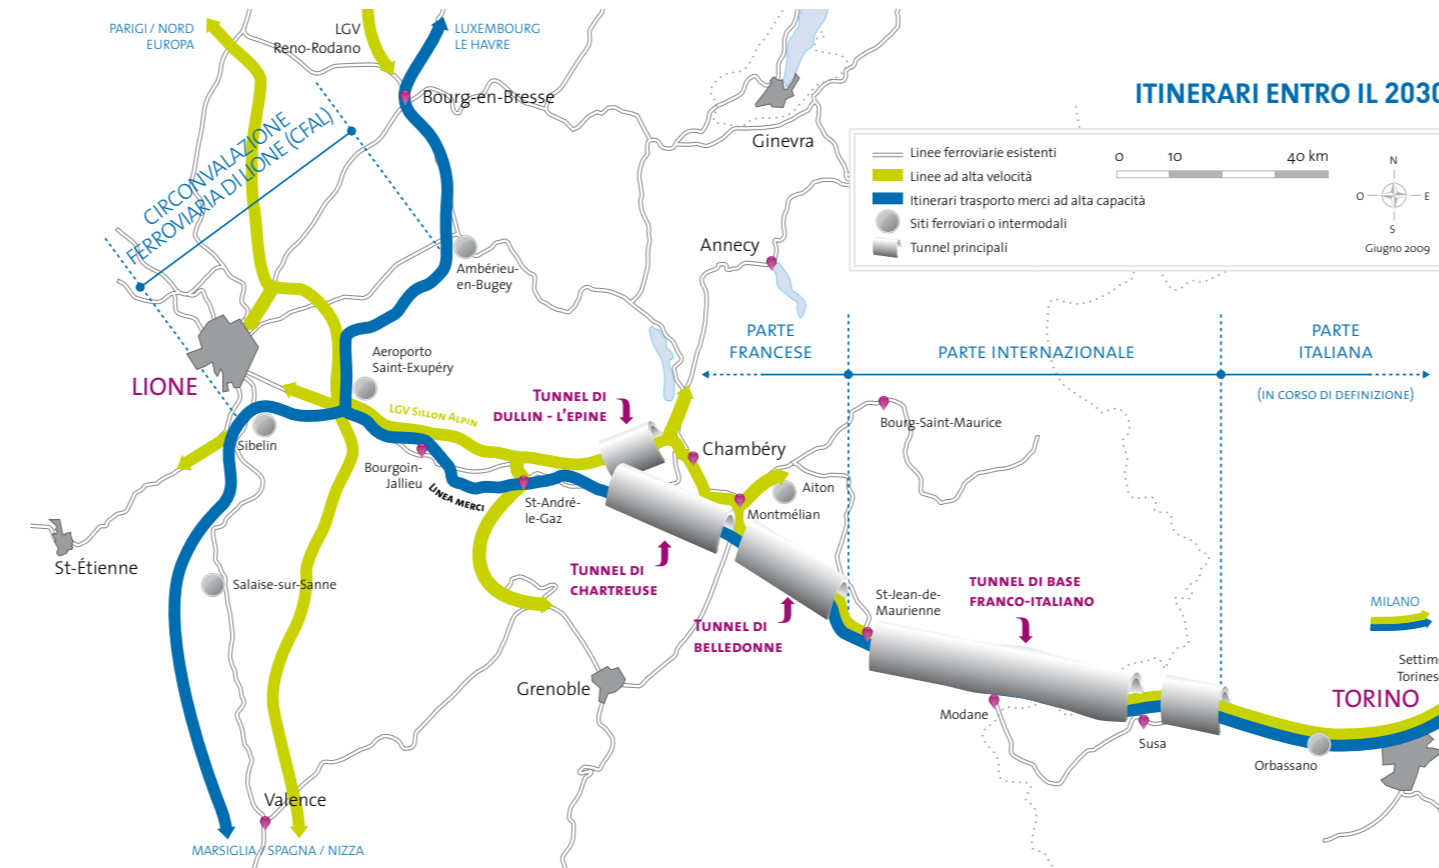 PARIGI / NORD
EUROPA
LGV
Reno-Rodano
LUXEMBOURG
LE HAVRE
Bourg-en-Bresse
Ginevra
ITINERARI ENTRO IL 2030
Linee ferroviarie esistenti
Linee ad alta velocità
Itinerari trasporto merci ad alta capacità
Siti ferroviari o intermodali
Tunnel principali
0 10 40 km
N
O E
S
Giugno 2009
CIRCONVALAZIONE
FERROVIARIA DI LIONE (CFAL)
Ambérieu-
en-Bugey
Annecy
PARTE
FRANCESE
PARTE INTERNAZIONALE
PARTE
ITALIANA
(IN CORSO DI DEFINIZIONE)
LIONE
Aeroporto
Saint-Exupéry
LGV SILLON ALPIN
TUNNEL DI
DULLIN - L'EPINE
Bourg-Saint-Maurice
Sibelin
Bourgoin-
Jallieu
LINEA MERCI
St-André-
le-Gaz
Chambéry
Aiton
Montmélian
St-Étienne
Salaise-sur-Sanne
TUNNEL DI
CHARTREUSE
TUNNEL DI
BELLEDONNE
St-Jean-de-
Maurienne
TUNNEL DI BASE
FRANCO-ITALIANO
MILANO
Settim
Torines
TORINO
Grenoble
Modane
Susa
Orbassano
Valence
MARSIGLIA / SPAGNA / NIZZA